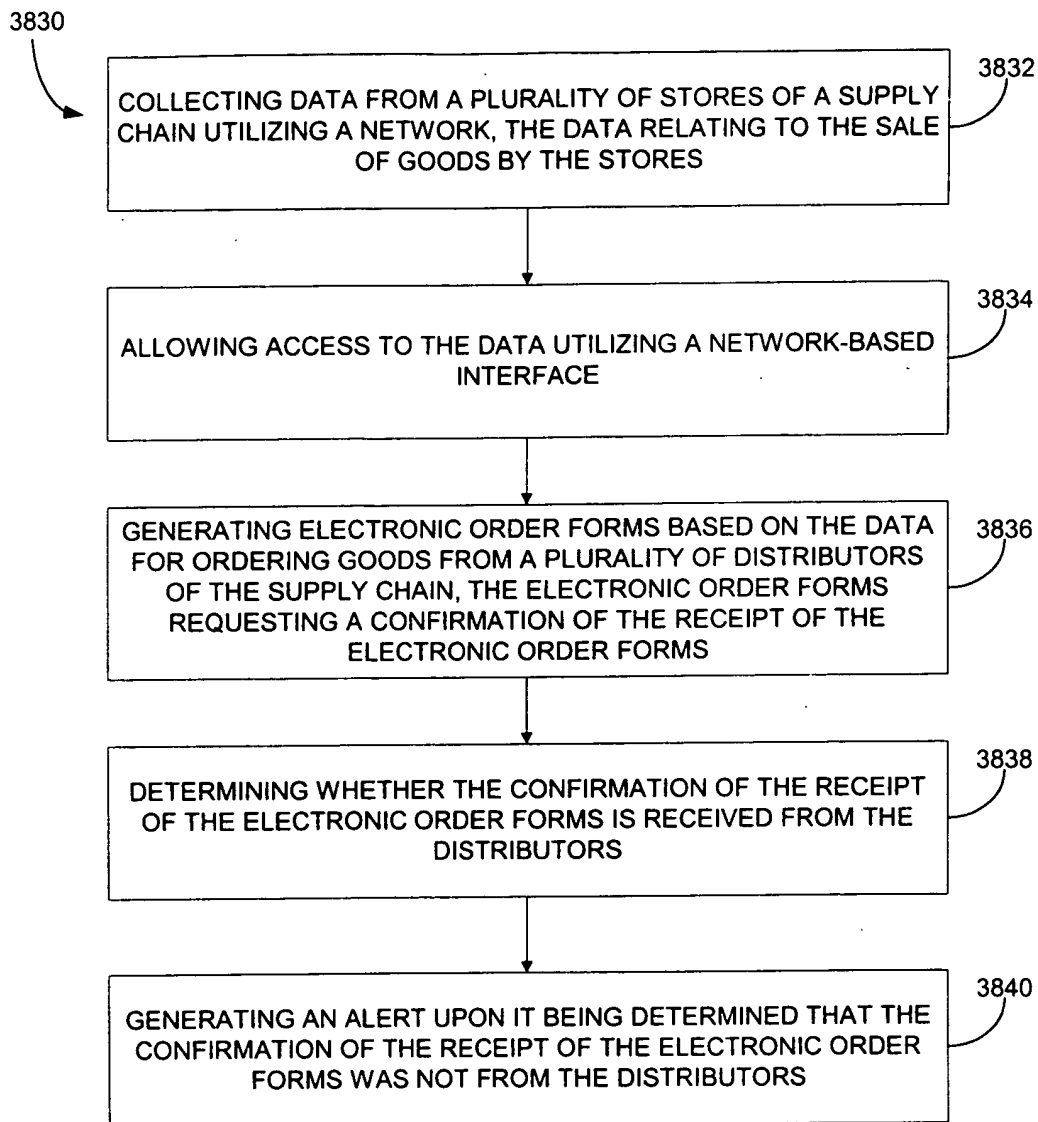 3830
COLLECTING DATA FROM A PLURALITY OF STORES OF A SUPPLY
CHAIN UTILIZING A NETWORK, THE DATA RELATING TO THE SALE
OF GOODS BY THE STORES
3832
ALLOWING ACCESS TO THE DATA UTILIZING A NETWORK-BASED
INTERFACE
3834
GENERATING ELECTRONIC ORDER FORMS BASED ON THE DATA
FOR ORDERING GOODS FROM A PLURALITY OF DISTRIBUTORS
OF THE SUPPLY CHAIN, THE ELECTRONIC ORDER FORMS
REQUESTING A CONFIRMATION OF THE RECEIPT OF THE
ELECTRONIC ORDER FORMS
3836
DETERMINING WHETHER THE CONFIRMATION OF THE RECEIPT
OF THE ELECTRONIC ORDER FORMS IS RECEIVED FROM THE
DISTRIBUTORS
3838
GENERATING AN ALERT UPON IT BEING DETERMINED THAT THE
CONFIRMATION OF THE RECEIPT OF THE ELECTRONIC ORDER
FORMS WAS NOT FROM THE DISTRIBUTORS
3840